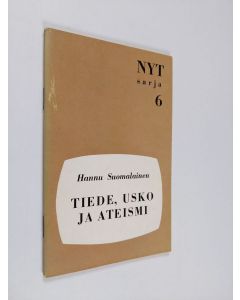 NYT
sarja
6
Hannu Suomalainen
TIEDE, USKO
JA ATEISMI